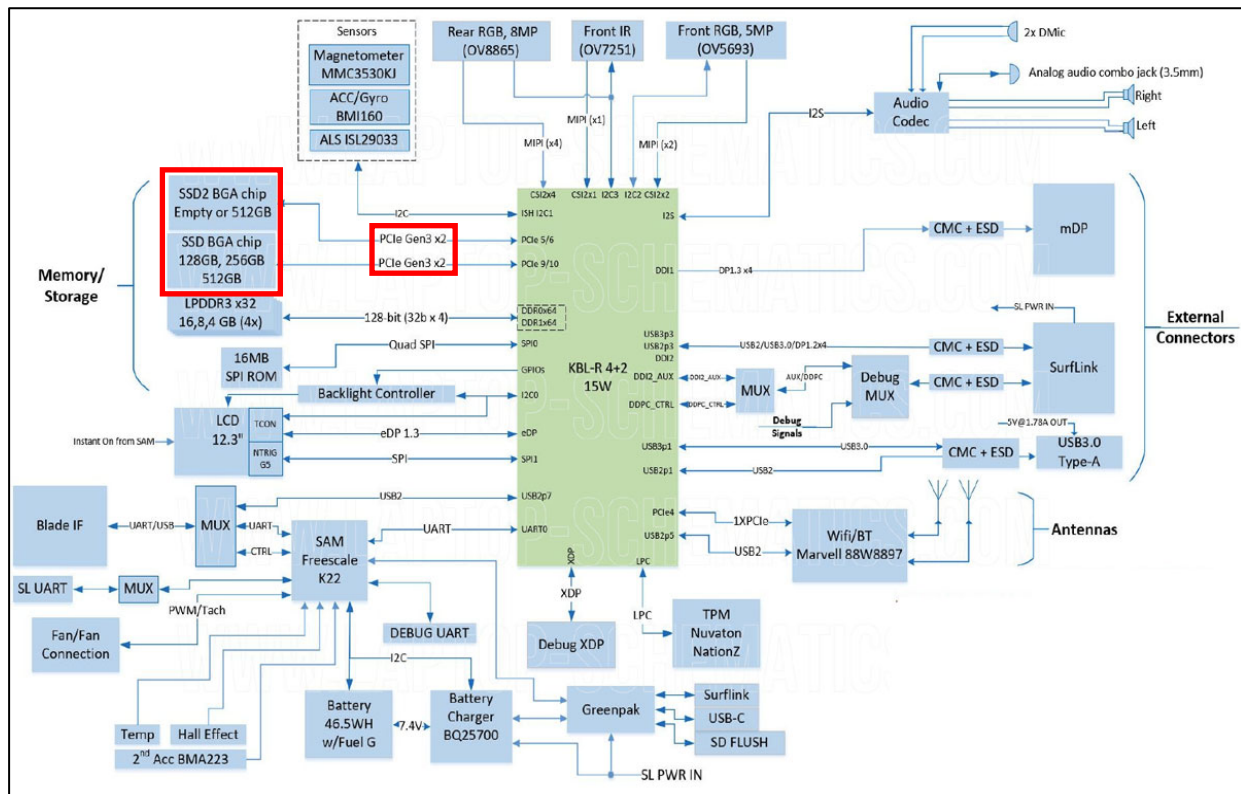 Sensors
Magnetometer
MMC3530KJ
ACC/Gyro
BMI160
ALS ISL29033
Rear RGB, 8MP
(OV8865)
Front IR
(OV7251)
Front RGB, 5MP
(OV5693)
2x DMic
Analog audio combo jack (3.5mm)
Right
Left
Audio
Codec
I2S
MIPI (x4)
MIPI (x1)
MIPI (x2)
CSI2x4
CSI2x1
I2C3
I2C2
CSI2x2
Memory/
Storage
SSD2 BGA chip
Empty or 512GB
SSD BGA chip
128GB, 256GB
512GB
LPDDR3 x32
16,8,4 GB (4x)
16MB
SPI ROM
I2C
PCIe Gen3 x2
PCIe Gen3 x2
128-bit (32b x 4)
Quad SPI
Backlight Controller
Instant On from SAM
LCD
12.3"
TCON
NTRIG
G5
eDP 1.3
SPI
ISH I2C1
PCIe 5/6
PCIe 9/10
DDR0x64
DDR1x64
SPI0
GPIOs
I2C0
eDP
SPI1
USB2p7
UART0
KBL-R 4+2
15W
I2S
DDI1
USB3p3
USB2p3
DDI2
DDI2_AUX
DDPC_CTRL
USB3p1
USB2p1
PCIe4
USB2p5
XDP
LPC
DP1.3 x4
CMC + ESD
mDP
SL PWR IN
USB2/USB3.0/DP1.2x4
CMC + ESD
SurfLink
DDI2_AUX
DDPC_CTRL
MUX
AUX/DDPC
Debug
MUX
CMC + ESD
Debug
Signals
5V@1.78A OUT
USB3.0
USB2
CMC + ESD
USB3.0
Type-A
External
Connectors
1XPCIe
USB2
Wifi/BT
Marvell 88W8897
Antennas
Blade IF
UART/USB
MUX
USB2
UART
CTRL
SAM
Freescale
K22
UART
SL UART
MUX
PWM/Tach
Fan/Fan
Connection
DEBUG UART
XDP
Debug XDP
LPC
TPM
Nuvaton
NationZ
I2C
Temp
Hall Effect
2nd Acc BMA223
Battery
46.5WH
w/Fuel G
7.4V
Battery
Charger
BQ25700
Greenpak
Surflink
USB-C
SD FLUSH
SL PWR IN
WWW.LAPTOP-SCHEMATICS.COM
WWW.LAPTOP-SCHEMATICS.COM
WWW.LAPTOP-SCHEMATICS